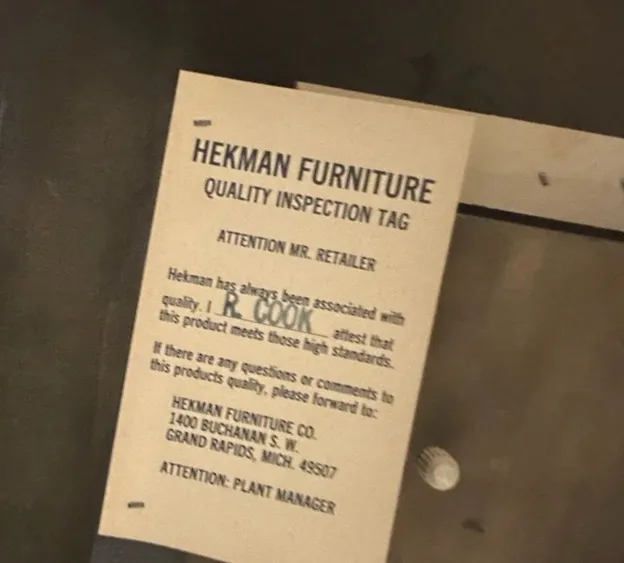 HEKMAN FURNITURE
QUALITY INSPECTION TAG
ATTENTION MR. RETAILER
Hekman has always been associated with
quality. I R. COOK attest that
this product meets those high standards.
If there are any questions or comments to
this products quality, please forward to:
HEKMAN FURNITURE CO.
1400 BUCHANAN S. W.
GRAND RAPIDS, MICH. 49507
ATTENTION: PLANT MANAGER